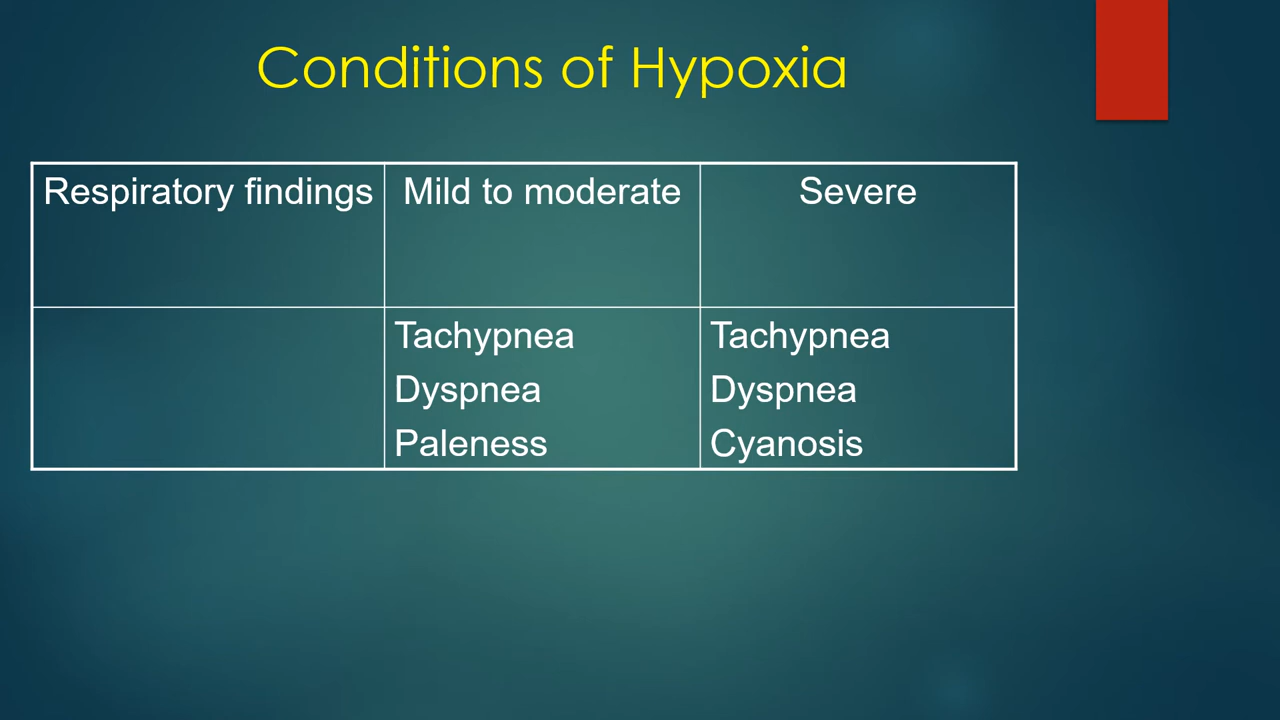 Conditions of Hypoxia
Respiratory findings
Mild to moderate
Severe
Tachypnea
Dyspnea
Paleness
Tachypnea
Dyspnea
Cyanosis